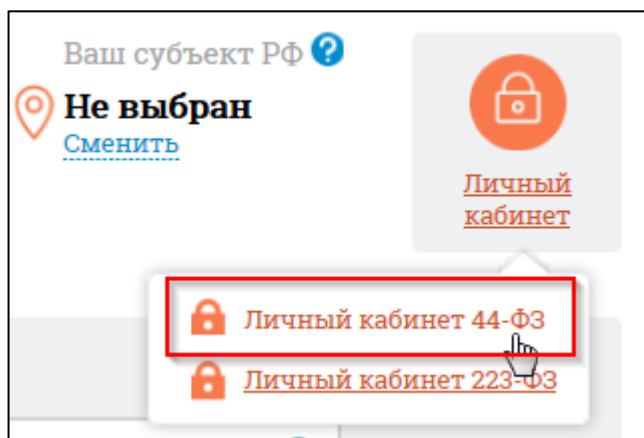 Ваш субъект РФ ?
Не выбран
Сменить
Личный
кабинет
Личный кабинет 44-ФЗ
Личный кабинет 223-ФЗ